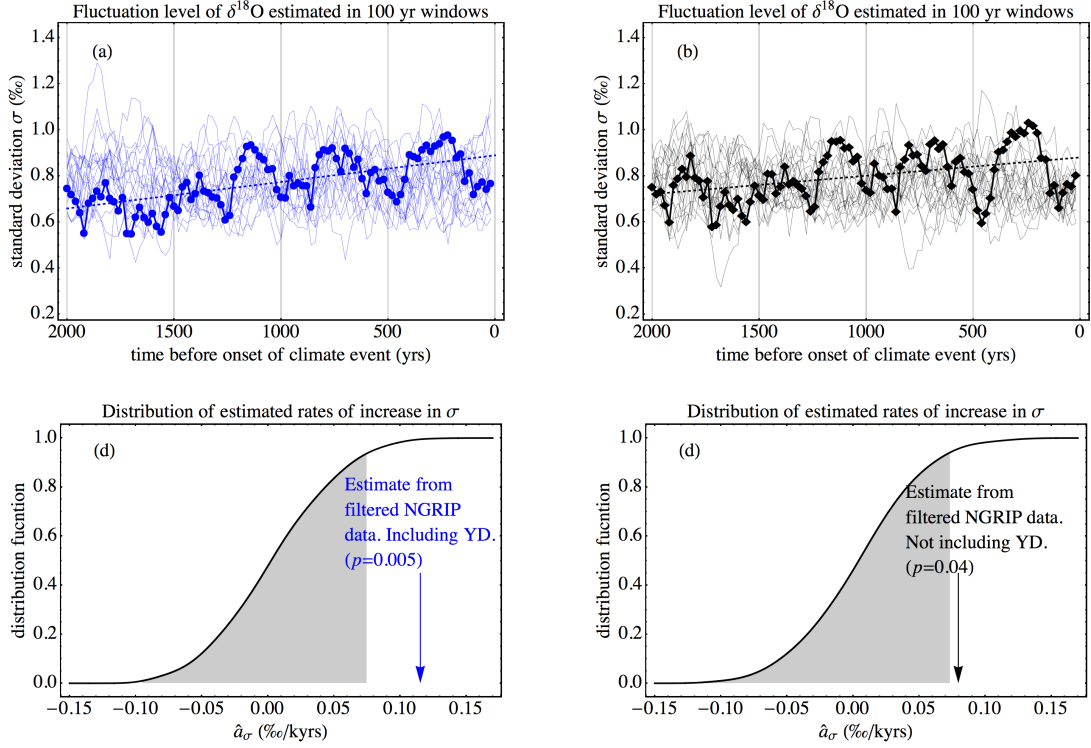 Fluctuation level of δ¹⁸O estimated in 100 yr windows
(a)
standard deviation σ (‰)
1.4
1.2
1.0
0.8
0.6
0.4
0.2
2000
1500
1000
500
0
time before onset of climate event (yrs)
Fluctuation level of δ¹⁸O estimated in 100 yr windows
(b)
standard deviation σ (‰)
1.4
1.2
1.0
0.8
0.6
0.4
0.2
2000
1500
1000
500
0
time before onset of climate event (yrs)
Distribution of estimated rates of increase in σ
(d)
distribution fucntion
1.0
0.8
0.6
0.4
0.2
0.0
Estimate from
filtered NGRIP
data. Including YD.
(p=0.005)
−0.15
−0.10
−0.05
0.00
0.05
0.10
0.15
âσ (‰/kyrs)
Distribution of estimated rates of increase in σ
(d)
distribution fucntion
1.0
0.8
0.6
0.4
0.2
0.0
Estimate from
filtered NGRIP data.
Not including YD.
(p=0.04)
−0.15
−0.10
−0.05
0.00
0.05
0.10
0.15
âσ (‰/kyrs)